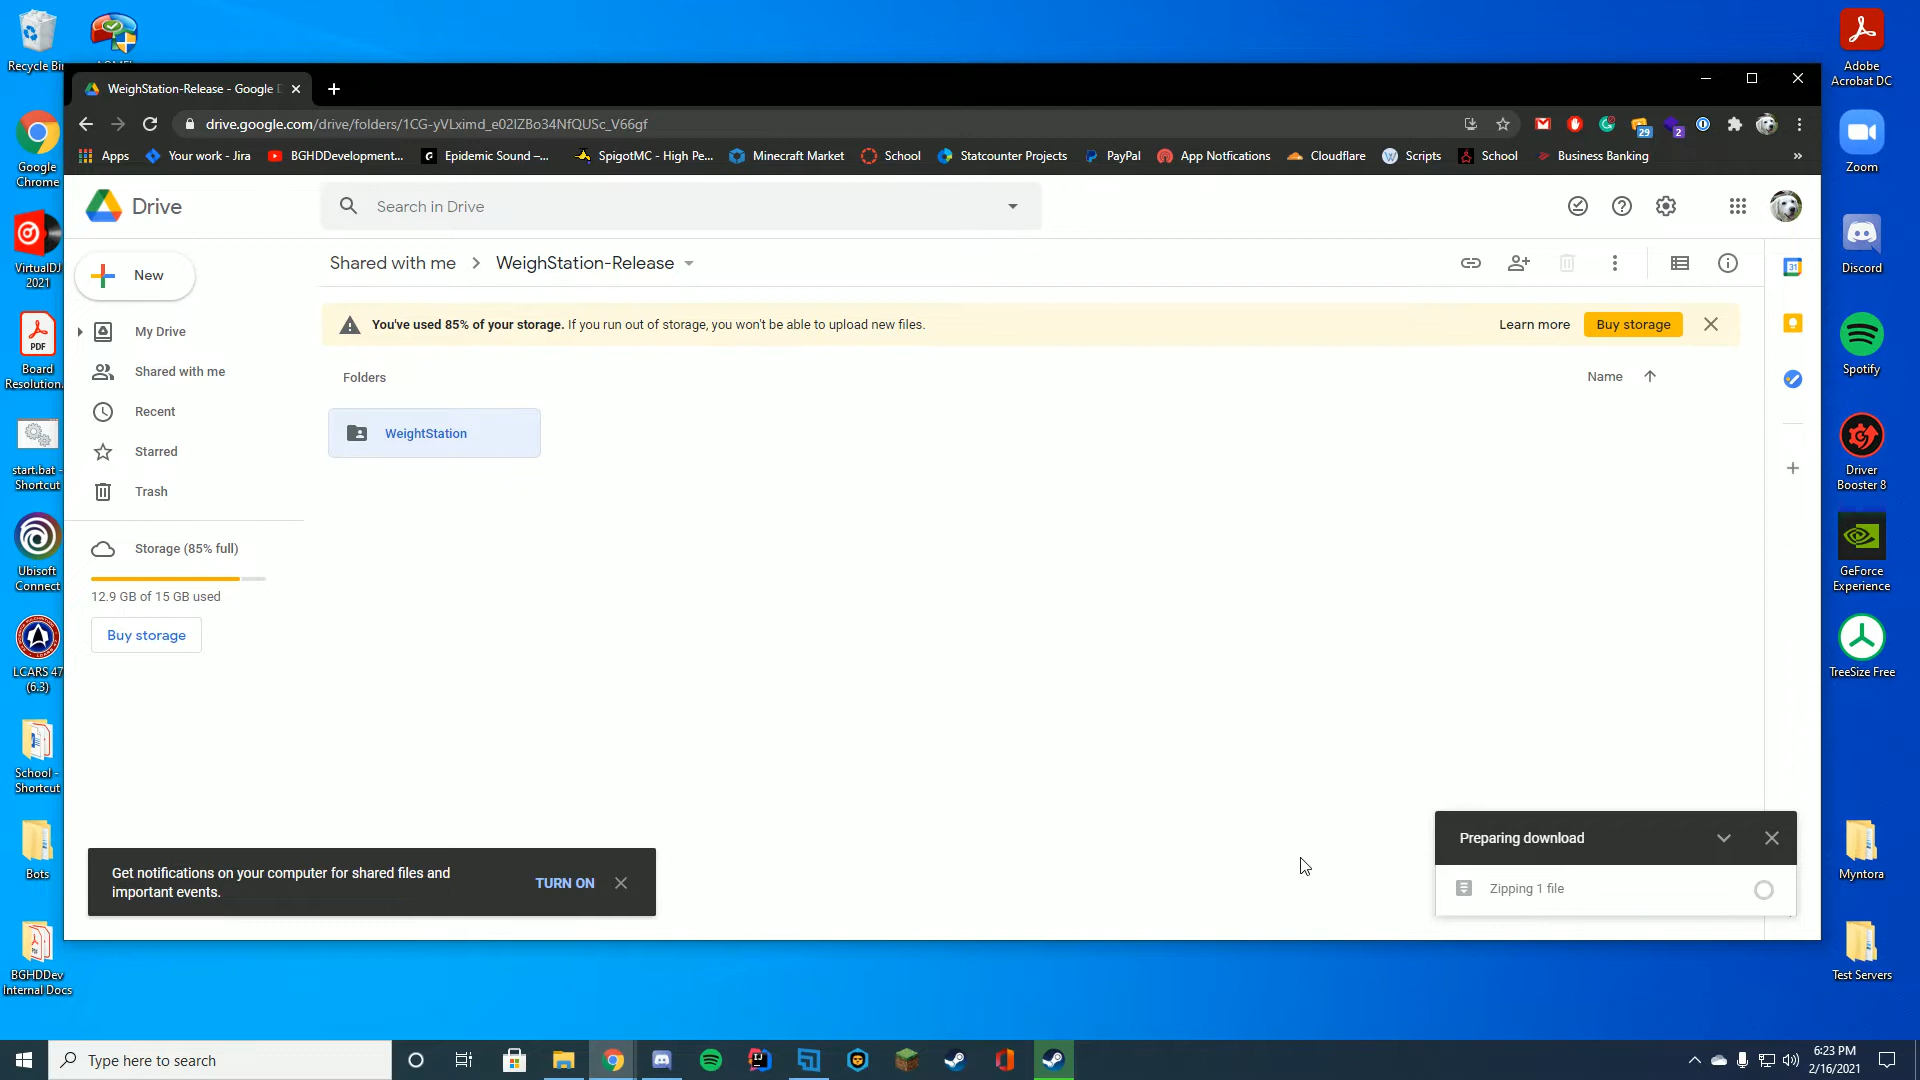 Recycle Bin
Google
Chrome
VirtualDJ
2021
Board
Resolution...
start.bat -
Shortcut
Ubisoft
Connect
LCARS 47
(6.3)
School -
Shortcut
Bots
BGHDDev
Internal Docs
WeighStation-Release - Google D
drive.google.com/drive/folders/1CG-yVLximd_e02IZBo34NfQUSc_V66gf
29
2
Apps
Your work - Jira
BGHDDevelopment...
Epidemic Sound –...
SpigotMC - High Pe...
Minecraft Market
School
Statcounter Projects
PayPal
App Notfications
Cloudflare
Scripts
School
Business Banking
»
Drive
Search in Drive
New
My Drive
Shared with me
Recent
Starred
Trash
Storage (85% full)
12.9 GB of 15 GB used
Buy storage
Shared with me > WeighStation-Release
31
You've used 85% of your storage. If you run out of storage, you won't be able to upload new files.
Learn more
Buy storage
Folders
Name
WeightStation
Get notifications on your computer for shared files and
important events.
TURN ON
Preparing download
Zipping 1 file
Adobe
Acrobat DC
Zoom
Discord
Spotify
Driver
Booster 8
GeForce
Experience
TreeSize Free
Myntora
Test Servers
Type here to search
6:23 PM
2/16/2021